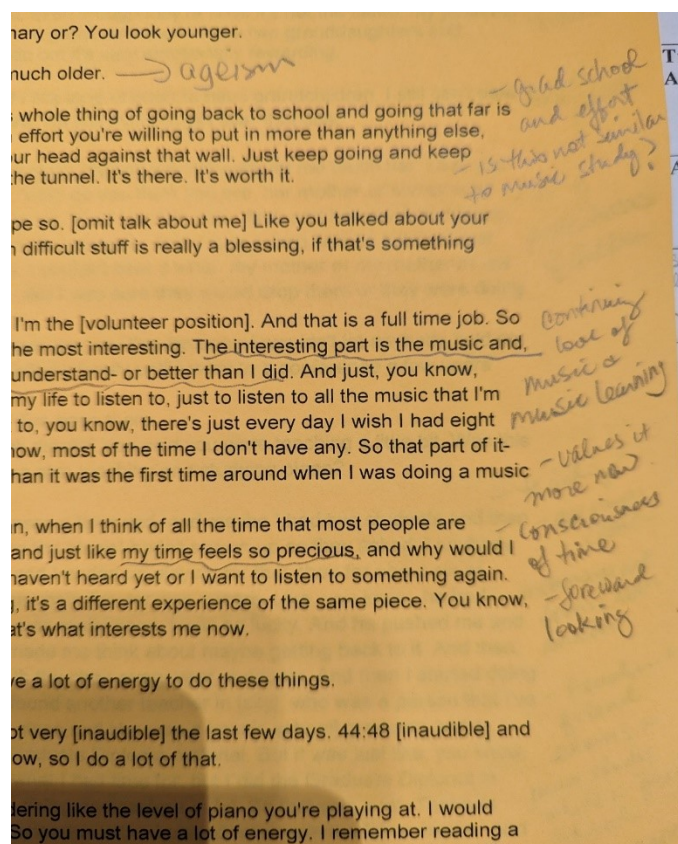 nary or? You look younger.
much older. → ageism
whole thing of going back to school and going that far is
effort you're willing to put in more than anything else,
ur head against that wall. Just keep going and keep
the tunnel. It's there. It's worth it.
- grad school
and effort
- is this not similar
to music study?
T
A
pe so. [omit talk about me] Like you talked about your
n difficult stuff is really a blessing, if that's something
I'm the [volunteer position]. And that is a full time job. So
he most interesting. The interesting part is the music and,
understand- or better than I did. And just, you know,
my life to listen to, just to listen to all the music that I'm
to, you know, there's just every day I wish I had eight
ow, most of the time I don't have any. So that part of it-
han it was the first time around when I was doing a music
continuing
love of
music &
music learning
- values it
more now
n, when I think of all the time that most people are
and just like my time feels so precious, and why would I
haven't heard yet or I want to listen to something again.
, it's a different experience of the same piece. You know,
at's what interests me now.
- consciousness
of time
- foreward
looking
ve a lot of energy to do these things.
ot very [inaudible] the last few days. 44:48 [inaudible] and
ow, so I do a lot of that.
dering like the level of piano you're playing at. I would
So you must have a lot of energy. I remember reading a